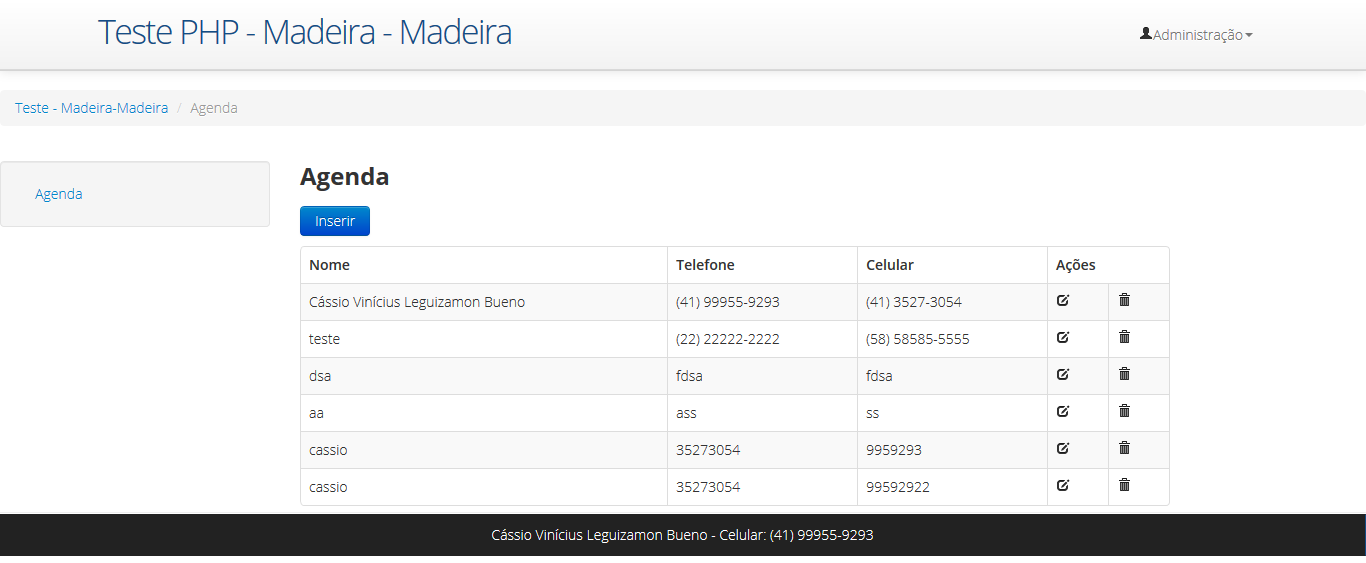 Teste PHP - Madeira - Madeira
Administração
Teste - Madeira-Madeira / Agenda
Agenda
Agenda
Inserir
Nome Telefone Celular Ações
Cássio Vinícius Leguizamon Bueno (41) 99955-9293 (41) 3527-3054
teste (22) 22222-2222 (58) 58585-5555
dsa fdsa fdsa
aa ass ss
cassio 35273054 9959293
cassio 35273054 99592922
Cássio Vinícius Leguizamon Bueno - Celular: (41) 99955-9293